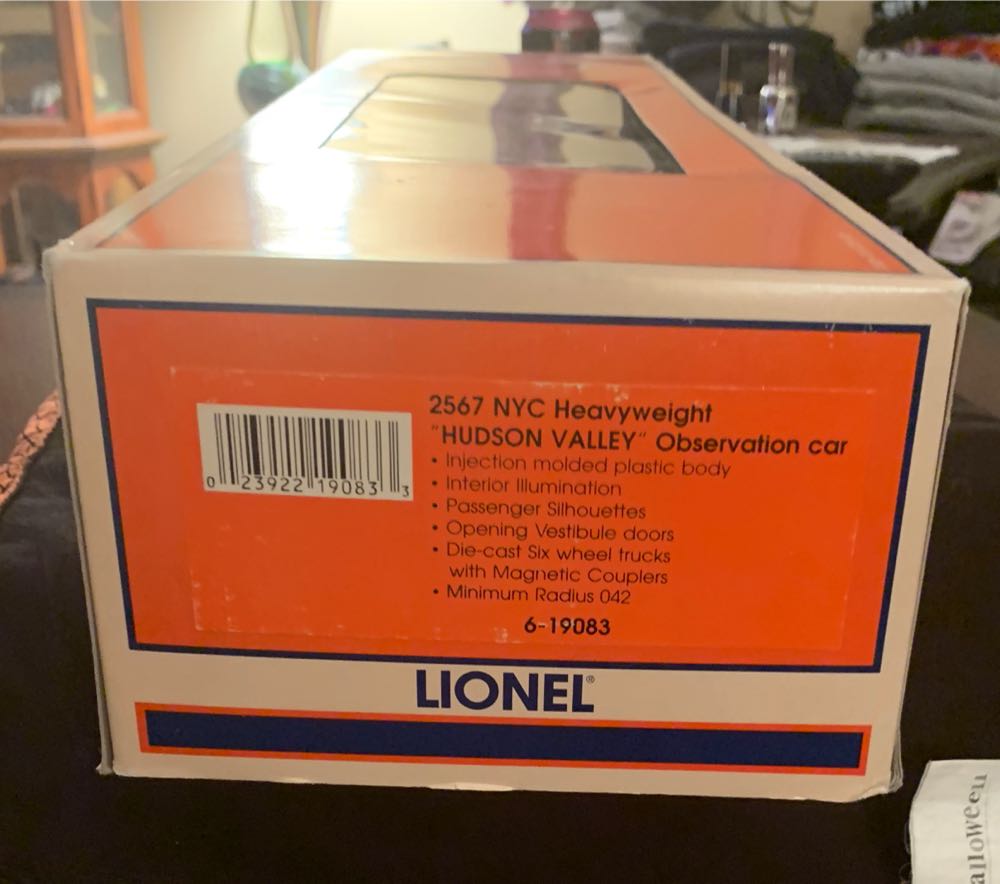 2567 NYC Heavyweight
"HUDSON VALLEY" Observation car
• Injection molded plastic body
• Interior Illumination
• Passenger Silhouettes
• Opening Vestibule doors
• Die-cast Six wheel trucks
with Magnetic Couplers
• Minimum Radius 042
6-19083
0 23922 19083 3
LIONEL®
alloween